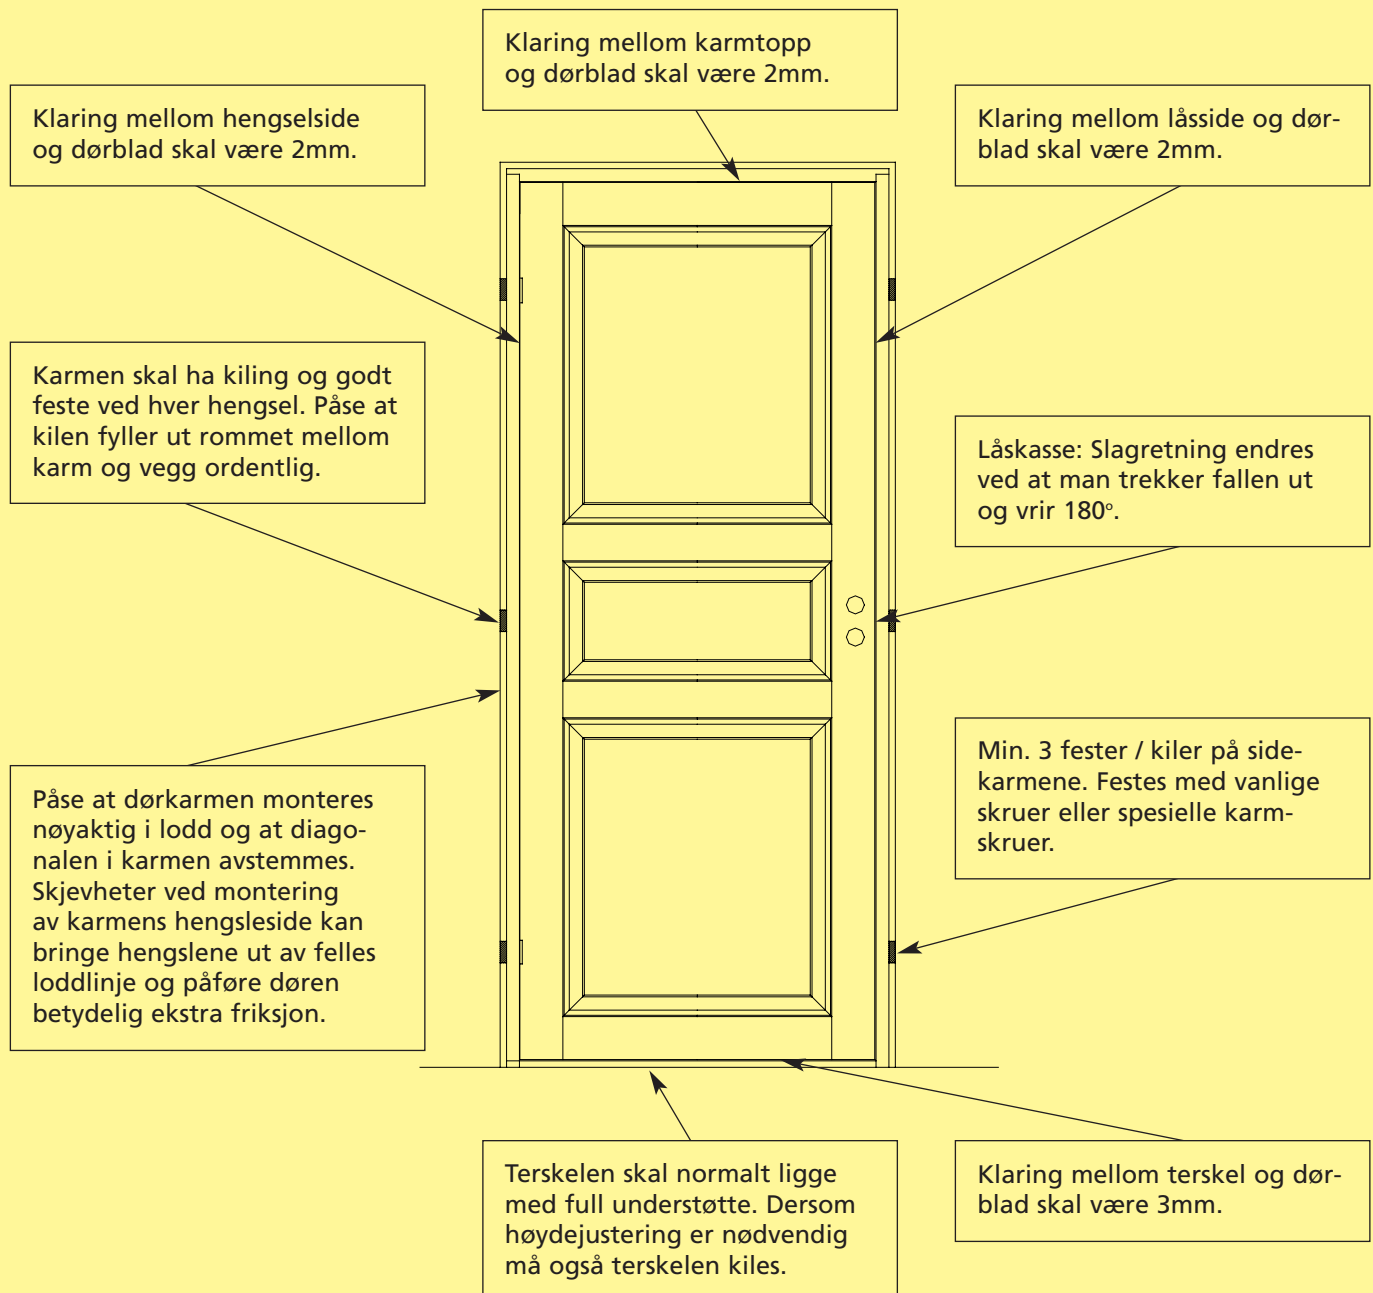 Klaring mellom karmtopp
og dørblad skal være 2mm.
Klaring mellom hengselside
og dørblad skal være 2mm.
Klaring mellom låsside og dør-
blad skal være 2mm.
Karmen skal ha kiling og godt
feste ved hver hengsel. Påse at
kilen fyller ut rommet mellom
karm og vegg ordentlig.
Låskasse: Slagretning endres
ved at man trekker fallen ut
og vrir 180°.
Påse at dørkarmen monteres
nøyaktig i lodd og at diago-
nalen i karmen avstemmes.
Skjevheter ved montering
av karmens hengsleside kan
bringe hengslene ut av felles
loddlinje og påføre døren
betydelig ekstra friksjon.
Min. 3 fester / kiler på side-
karmene. Festes med vanlige
skruer eller spesielle karm-
skruer.
Terskelen skal normalt ligge
med full understøtte. Dersom
høydejustering er nødvendig
må også terskelen kiles.
Klaring mellom terskel og dør-
blad skal være 3mm.